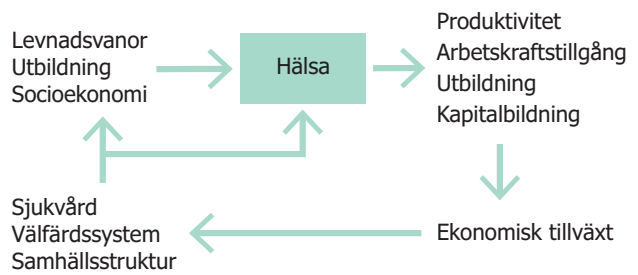 Levnadsvanor
Utbildning
Socioekonomi
Hälsa
Produktivitet
Arbetskraftstillgång
Utbildning
Kapitalbildning
Sjukvård
Välfärdssystem
Samhällsstruktur
Ekonomisk tillväxt